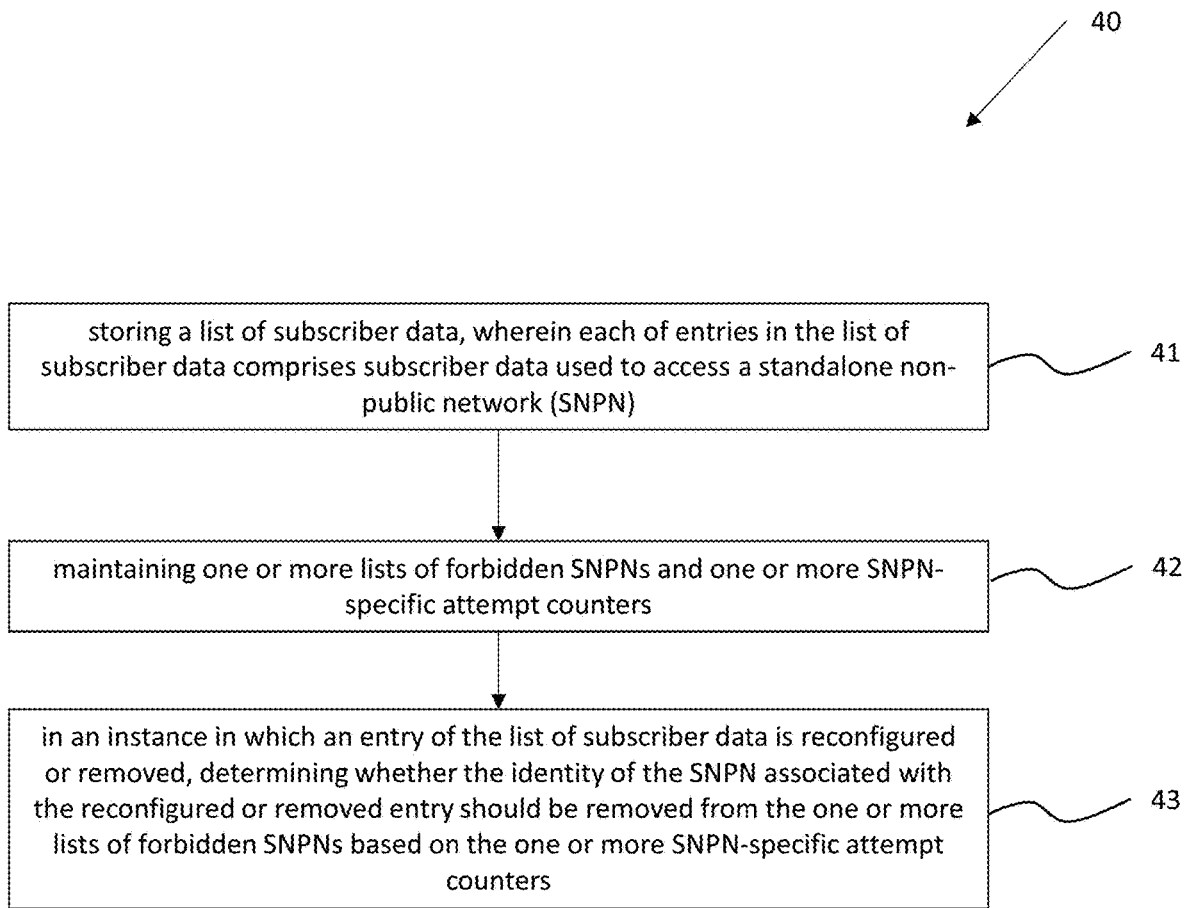 40
storing a list of subscriber data, wherein each of entries in the list of
subscriber data comprises subscriber data used to access a standalone non-
public network (SNPN)
41
maintaining one or more lists of forbidden SNPNs and one or more SNPN-
specific attempt counters
42
in an instance in which an entry of the list of subscriber data is reconfigured
or removed, determining whether the identity of the SNPN associated with
the reconfigured or removed entry should be removed from the one or more
lists of forbidden SNPNs based on the one or more SNPN-specific attempt
counters
43